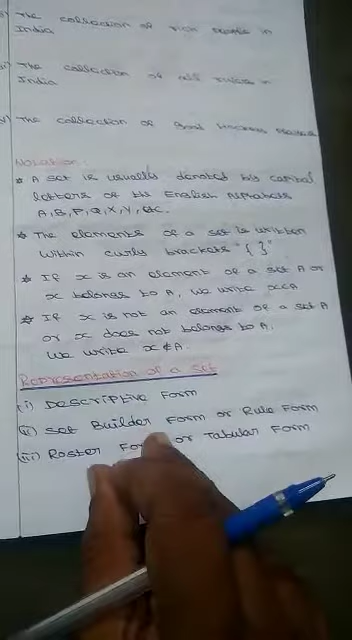 The collection of rich people in
India
The collection of all rivers in
India
The collection of Good
Notation:
* A set is usually denoted by capital
letters of the English Alphabets
A, B, P, Q, X, Y, etc.
* The elements of a set is written
within curly brackets "{ }"
* If x is an element of a set A or
x belongs to A, we write x∈A
* If x is not an element of a set A
or x does not belongs to A,
we write x∉A.
Representation of a set
(i) Descriptive Form
(ii) Set Builder Form or Rule Form
(iii) Roster Form or Tabular Form